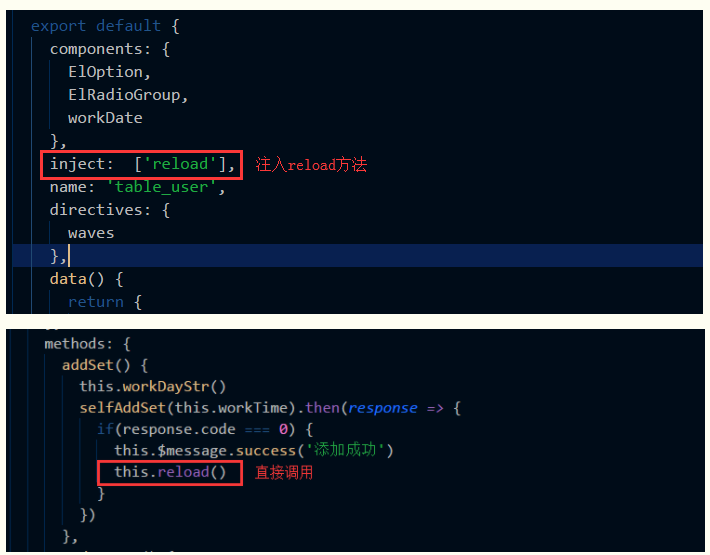 export default {
components: {
ElOption,
ElRadioGroup,
workDate
},
inject:  ['reload'], 注入reload方法
name: 'table_user',
directives: {
waves
},
data() {
return {
methods: {
addSet() {
this.workDayStr()
selfAddSet(this.workTime).then(response => {
if(response.code === 0) {
this.$message.success('添加成功')
this.reload() 直接调用
}
})
},